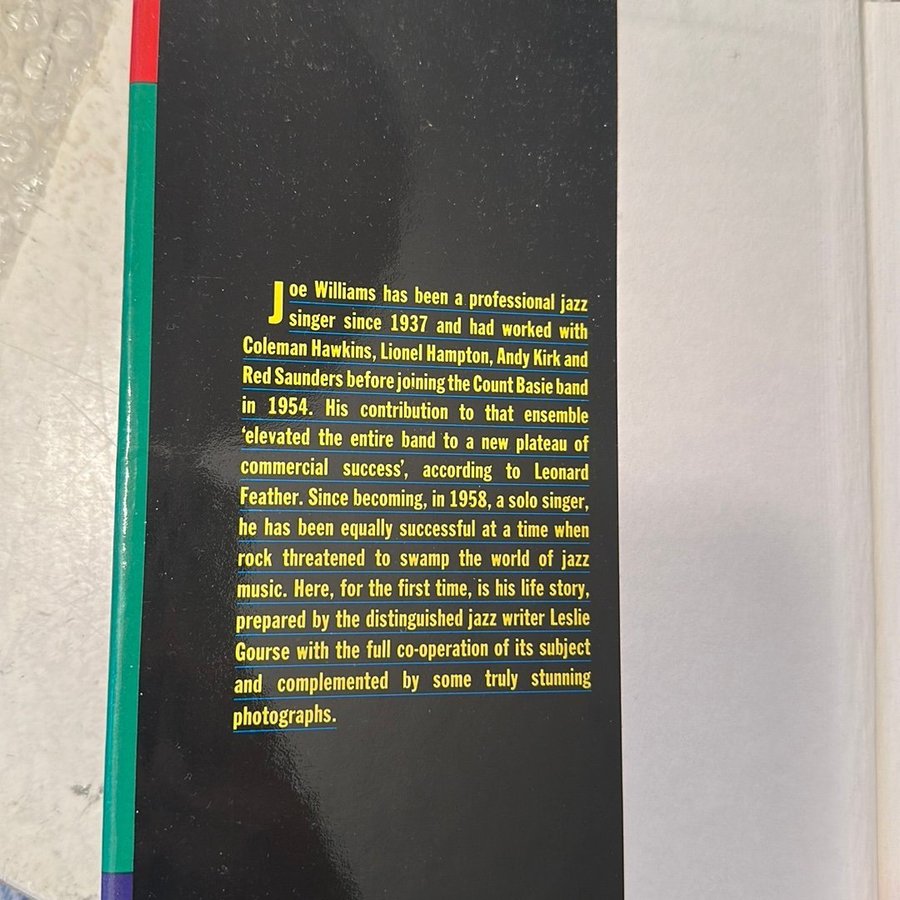 Joe Williams has been a professional jazz
singer since 1937 and had worked with
Coleman Hawkins, Lionel Hampton, Andy Kirk and
Red Saunders before joining the Count Basie band
in 1954. His contribution to that ensemble
‘elevated the entire band to a new plateau of
commercial success’, according to Leonard
Feather. Since becoming, in 1958, a solo singer,
he has been equally successful at a time when
rock threatened to swamp the world of jazz
music. Here, for the first time, is his life story,
prepared by the distinguished jazz writer Leslie
Gourse with the full co-operation of its subject
and complemented by some truly stunning
photographs.